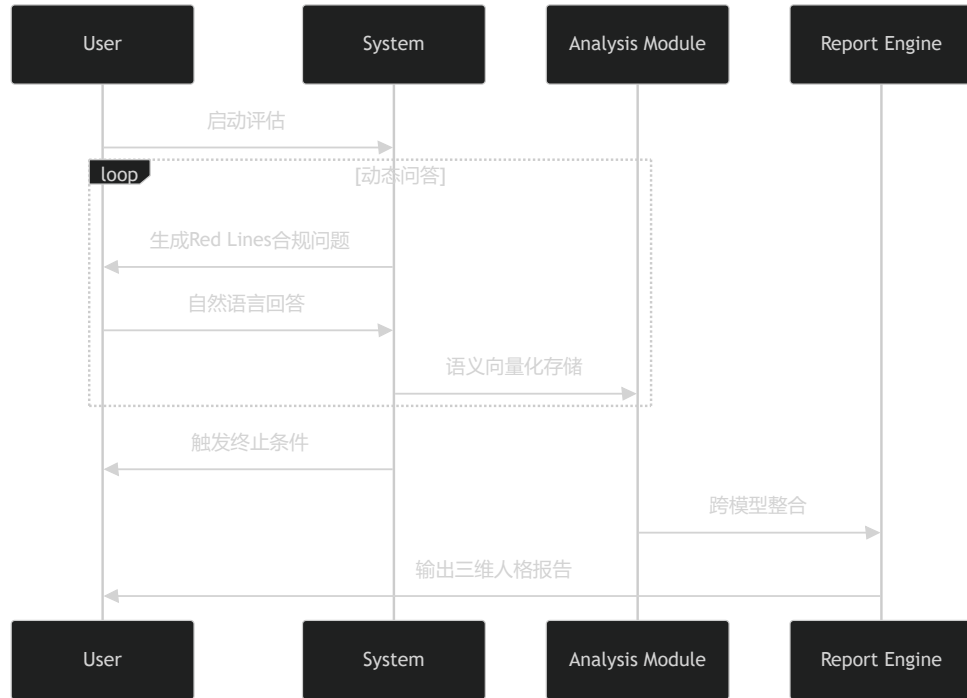 User
System
Analysis Module
Report Engine
启动评估
loop
[动态问答]
生成Red Lines合规问题
自然语言回答
语义向量化存储
触发终止条件
跨模型整合
输出三维人格报告
User
System
Analysis Module
Report Engine